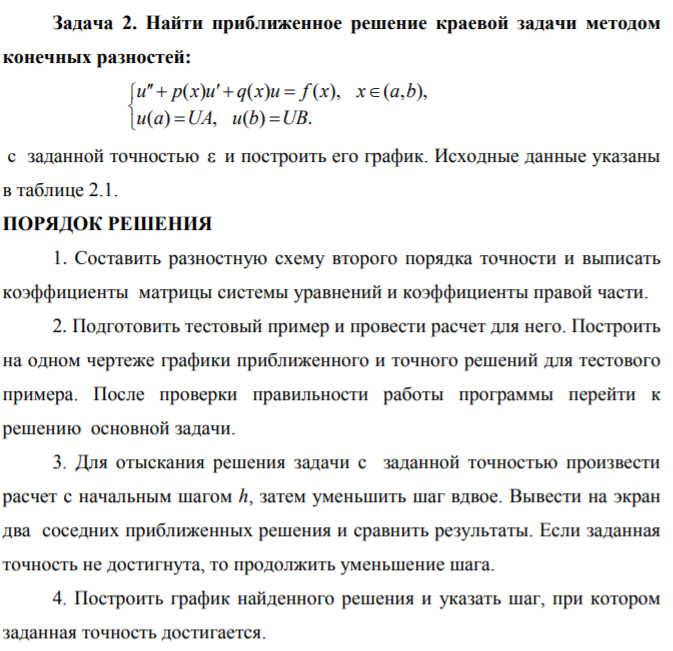 Задача 2. Найти приближенное решение краевой задачи методом
конечных разностей:
u″ + p(x)u′ + q(x)u = f(x), x∈(a,b),
u(a) = UA, u(b) = UB.
с заданной точностью ε и построить его график. Исходные данные указаны
в таблице 2.1.
ПОРЯДОК РЕШЕНИЯ
1. Составить разностную схему второго порядка точности и выписать
коэффициенты матрицы системы уравнений и коэффициенты правой части.
2. Подготовить тестовый пример и провести расчет для него. Построить
на одном чертеже графики приближенного и точного решений для тестового
примера. После проверки правильности работы программы перейти к
решению основной задачи.
3. Для отыскания решения задачи с заданной точностью произвести
расчет с начальным шагом h, затем уменьшить шаг вдвое. Вывести на экран
два соседних приближенных решения и сравнить результаты. Если заданная
точность не достигнута, то продолжить уменьшение шага.
4. Построить график найденного решения и указать шаг, при котором
заданная точность достигается.